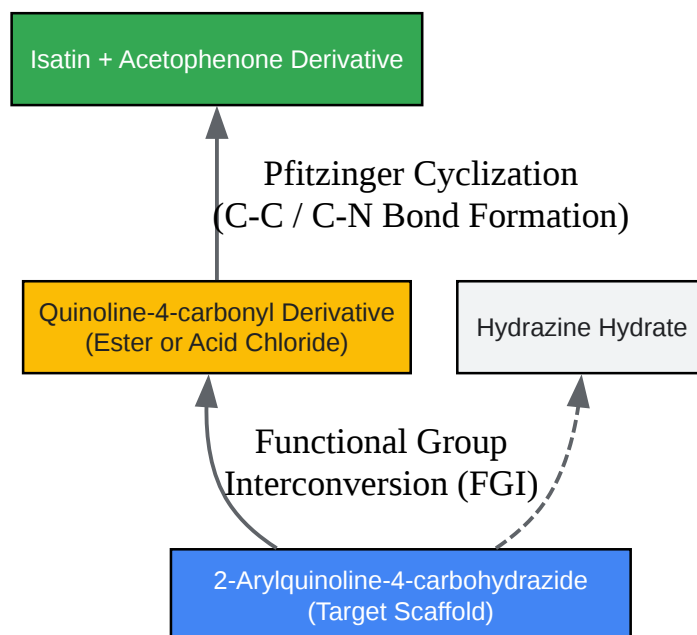 Isatin + Acetophenone Derivative
Pfitzinger Cyclization
(C-C / C-N Bond Formation)
Quinoline-4-carbonyl Derivative
(Ester or Acid Chloride)
Hydrazine Hydrate
Functional Group
Interconversion (FGI)
2-Arylquinoline-4-carbohydrazide
(Target Scaffold)